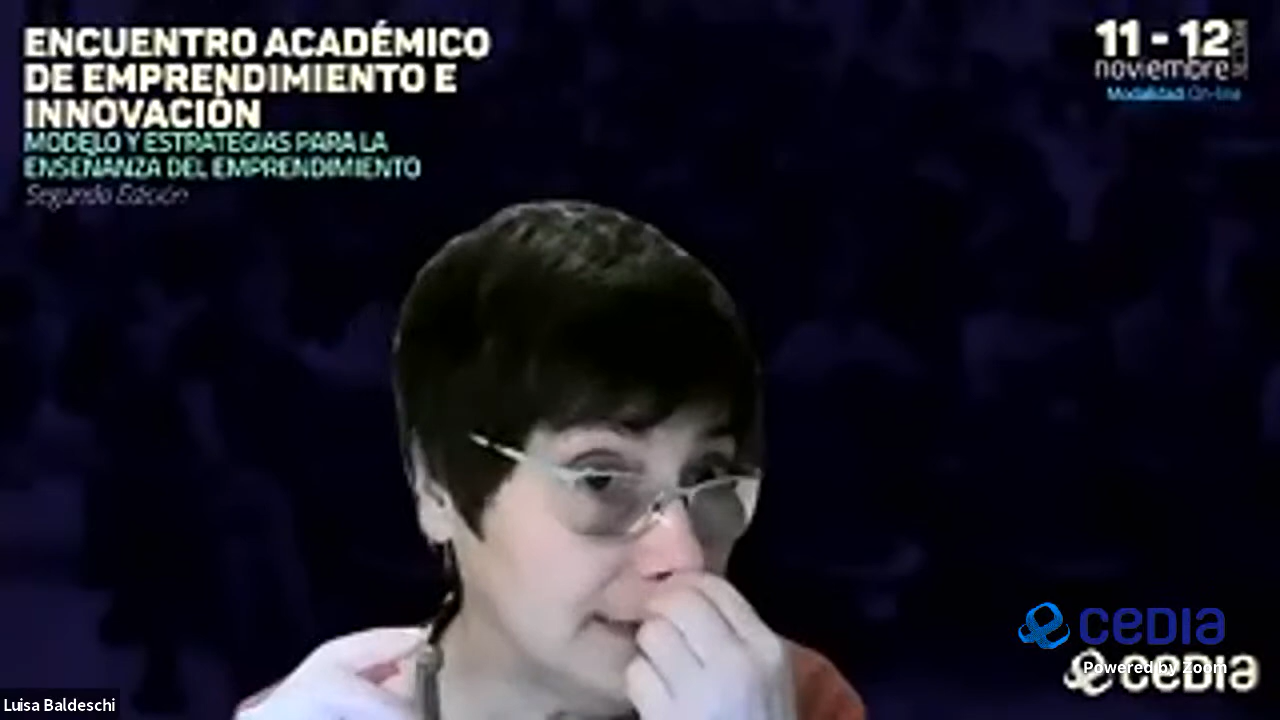 ENCUENTRO ACADÉMICO
DE EMPRENDIMIENTO E
INNOVACIÓN
MODELO Y ESTRATEGIAS PARA LA
ENSEÑANZA DEL EMPRENDIMIENTO
Segunda Edición
11 - 12
noviembre
Modalidad On-line
CEDIA
Powered by Zoom
CEDIA
Luisa Baldeschi